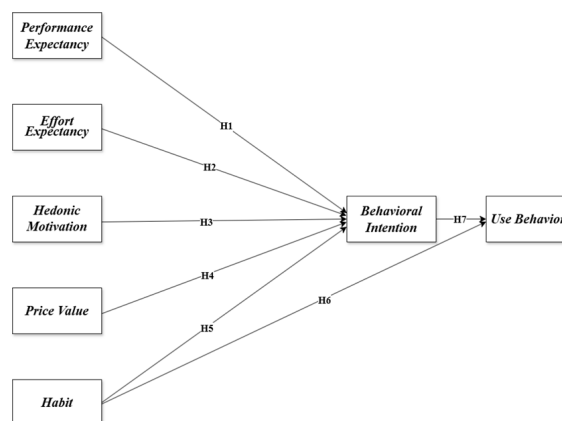 Performance
Expectancy
H1
Effort
Expectancy
H2
Hedonic
Motivation
H3
Behavioral
Intention
H7
Use Behavior
Price Value
H4
H5
H6
Habit